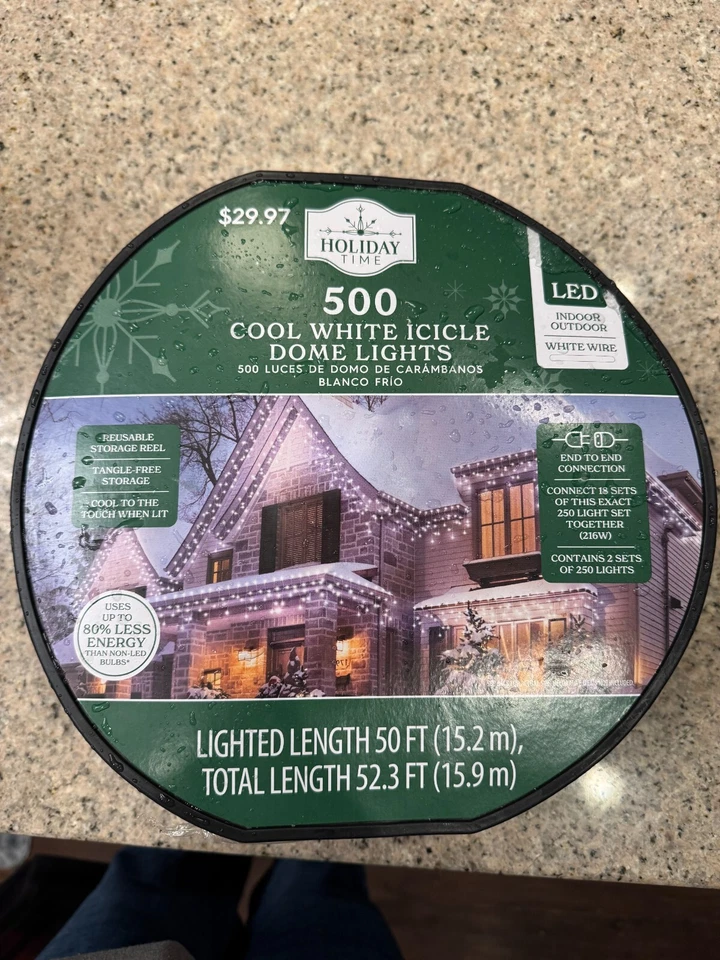 $29.97
HOLIDAY
TIME
500
COOL WHITE ICICLE
DOME LIGHTS
500 LUCES DE DOMO DE CARÁMBANOS
BLANCO FRÍO
LED
INDOOR
OUTDOOR
WHITE WIRE
REUSABLE
STORAGE REEL
TANGLE-FREE
STORAGE
COOL TO THE
TOUCH WHEN LIT
END TO END
CONNECTION
CONNECT 18 SETS
OF THIS EXACT
250 LIGHT SET
TOGETHER
(216W)
CONTAINS 2 SETS
OF 250 LIGHTS
USES
UP TO
80% LESS
ENERGY
THAN NON-LED
BULBS*
LIGHTED LENGTH 50 FT (15.2 m),
TOTAL LENGTH 52.3 FT (15.9 m)